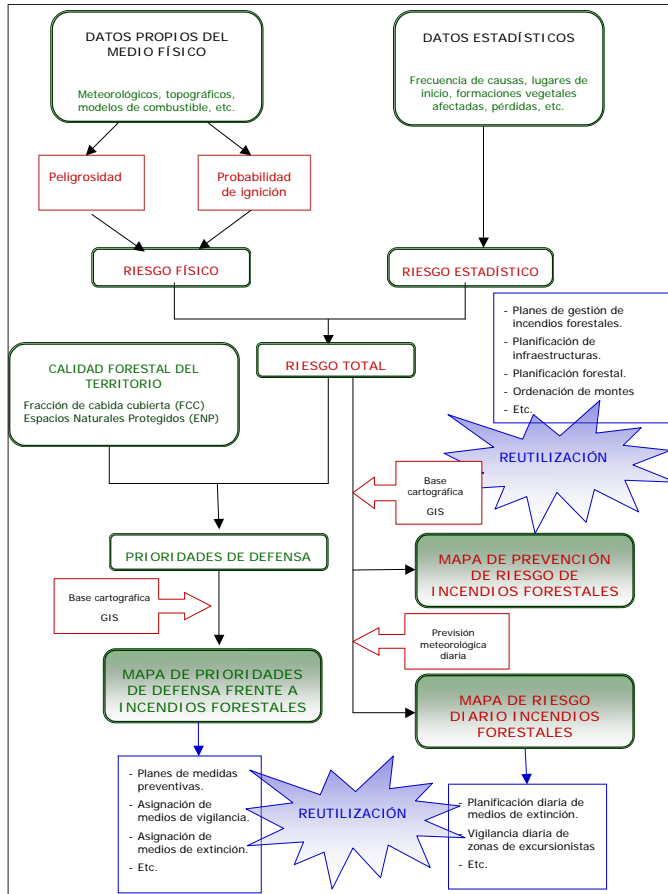 DATOS PROPIOS DEL
MEDIO FÍSICO
Meteorológicos, topográficos,
modelos de combustible, etc.
DATOS ESTADÍSTICOS
Frecuencia de causas, lugares de
inicio, formaciones vegetales
afectadas, pérdidas, etc.
Peligrosidad
Probabilidad
de ignición
RIESGO FÍSICO
RIESGO ESTADÍSTICO
- Planes de gestión de
incendios forestales.
- Planificación de
infraestructuras.
- Planificación forestal.
- Ordenación de montes
- Etc.
CALIDAD FORESTAL DEL
TERRITORIO
Fracción de cabida cubierta (FCC)
Espacios Naturales Protegidos (ENP)
RIESGO TOTAL
REUTILIZACIÓN
Base
cartográfica
GIS
PRIORIDADES DE DEFENSA
MAPA DE PREVENCIÓN
DE RIESGO DE
INCENDIOS FORESTALES
Base cartográfica
GIS
Previsión
meteorológica
diaria
MAPA DE PRIORIDADES
DE DEFENSA FRENTE A
INCENDIOS FORESTALES
MAPA DE RIESGO
DIARIO INCENDIOS
FORESTALES
- Planes de medidas
preventivas.
- Asignación de
medios de vigilancia.
- Asignación de
medios de extinción.
- Etc.
REUTILIZACIÓN
- Planificación diaria de
medios de extinción.
- Vigilancia diaria de
zonas de excursionistas
- Etc.